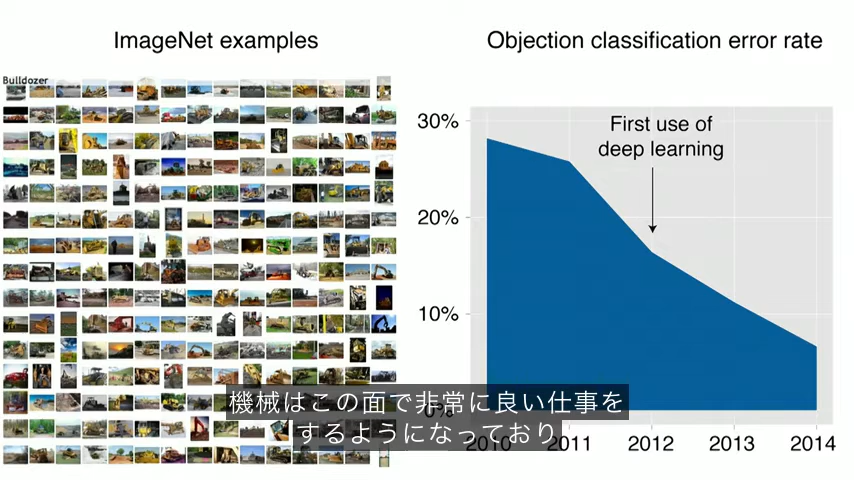 ImageNet examples
Objection classification error rate
Bulldozer
30%
First use of
deep learning
20%
10%
0%
機械はこの面で非常に良い仕事を
するようになっており
2010 2011 2012 2013 2014